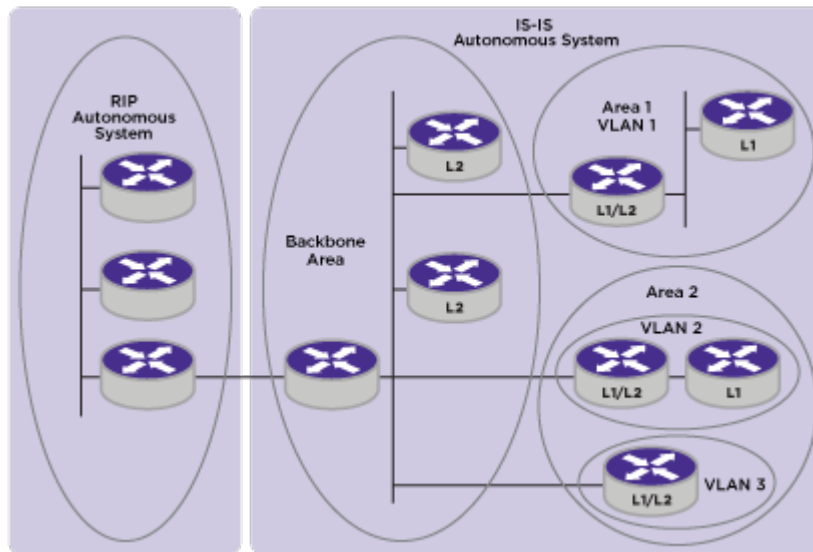 IS-IS
Autonomous System
RIP
Autonomous
System
Area 1
VLAN 1
L1
L2
L1/L2
Backbone
Area
L2
Area 2
VLAN 2
L1/L2
L1
L1/L2
VLAN 3